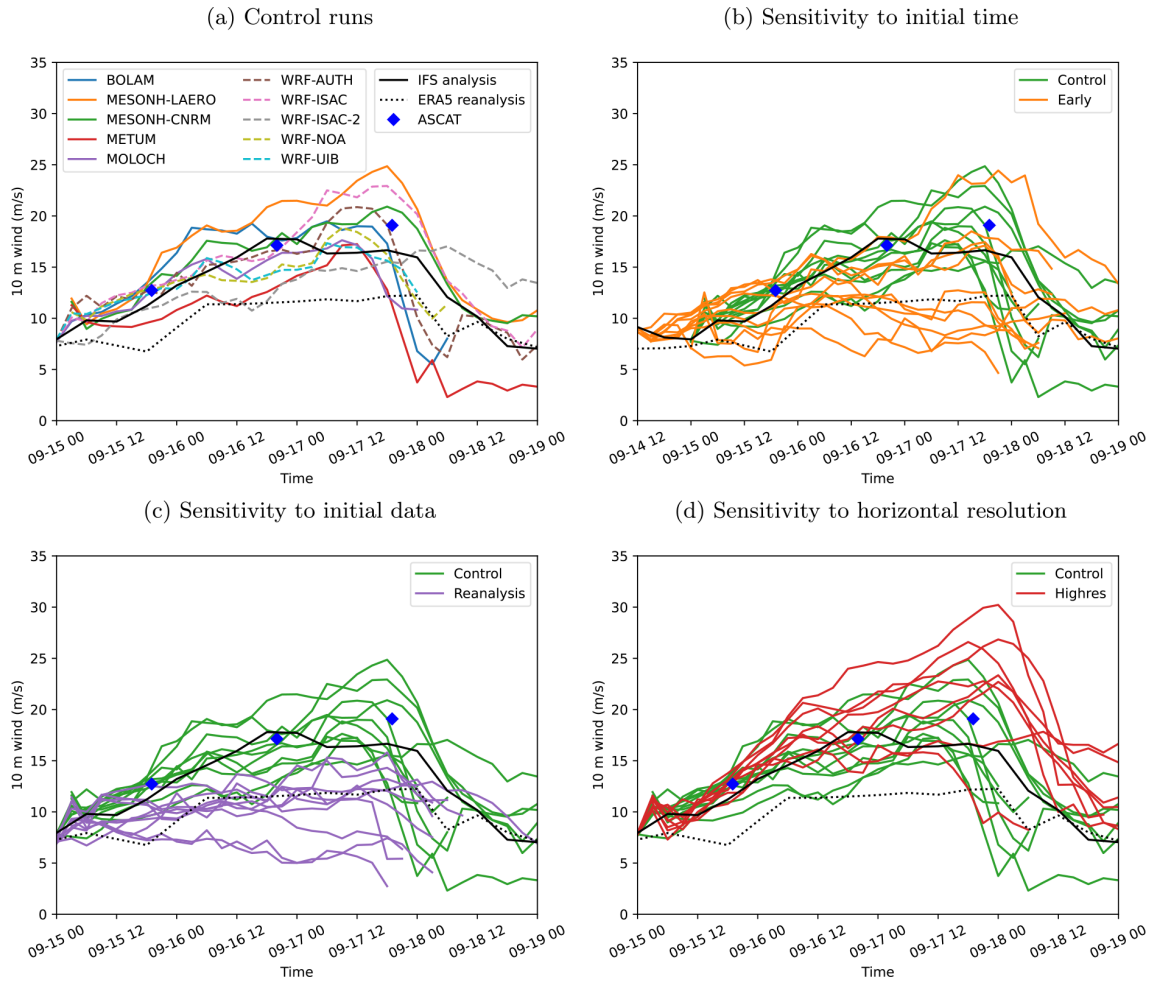 (a) Control runs
35
30
25
20
15
10
5
0
10 m wind (m/s)
BOLAM
MESONH-LAERO
MESONH-CNRM
METUM
MOLOCH
WRF-AUTH
WRF-ISAC
WRF-ISAC-2
WRF-NOA
WRF-UIB
IFS analysis
ERA5 reanalysis
ASCAT
09-15 00
09-15 12
09-16 00
09-16 12
09-17 00
09-17 12
09-18 00
09-18 12
09-19 00
Time
(b) Sensitivity to initial time
35
30
25
20
15
10
5
0
10 m wind (m/s)
Control
Early
09-14 12
09-15 00
09-15 12
09-16 00
09-16 12
09-17 00
09-17 12
09-18 00
09-18 12
09-19 00
Time
(c) Sensitivity to initial data
35
30
25
20
15
10
5
0
10 m wind (m/s)
Control
Reanalysis
09-15 00
09-15 12
09-16 00
09-16 12
09-17 00
09-17 12
09-18 00
09-18 12
09-19 00
Time
(d) Sensitivity to horizontal resolution
35
30
25
20
15
10
5
0
10 m wind (m/s)
Control
Highres
09-15 00
09-15 12
09-16 00
09-16 12
09-17 00
09-17 12
09-18 00
09-18 12
09-19 00
Time